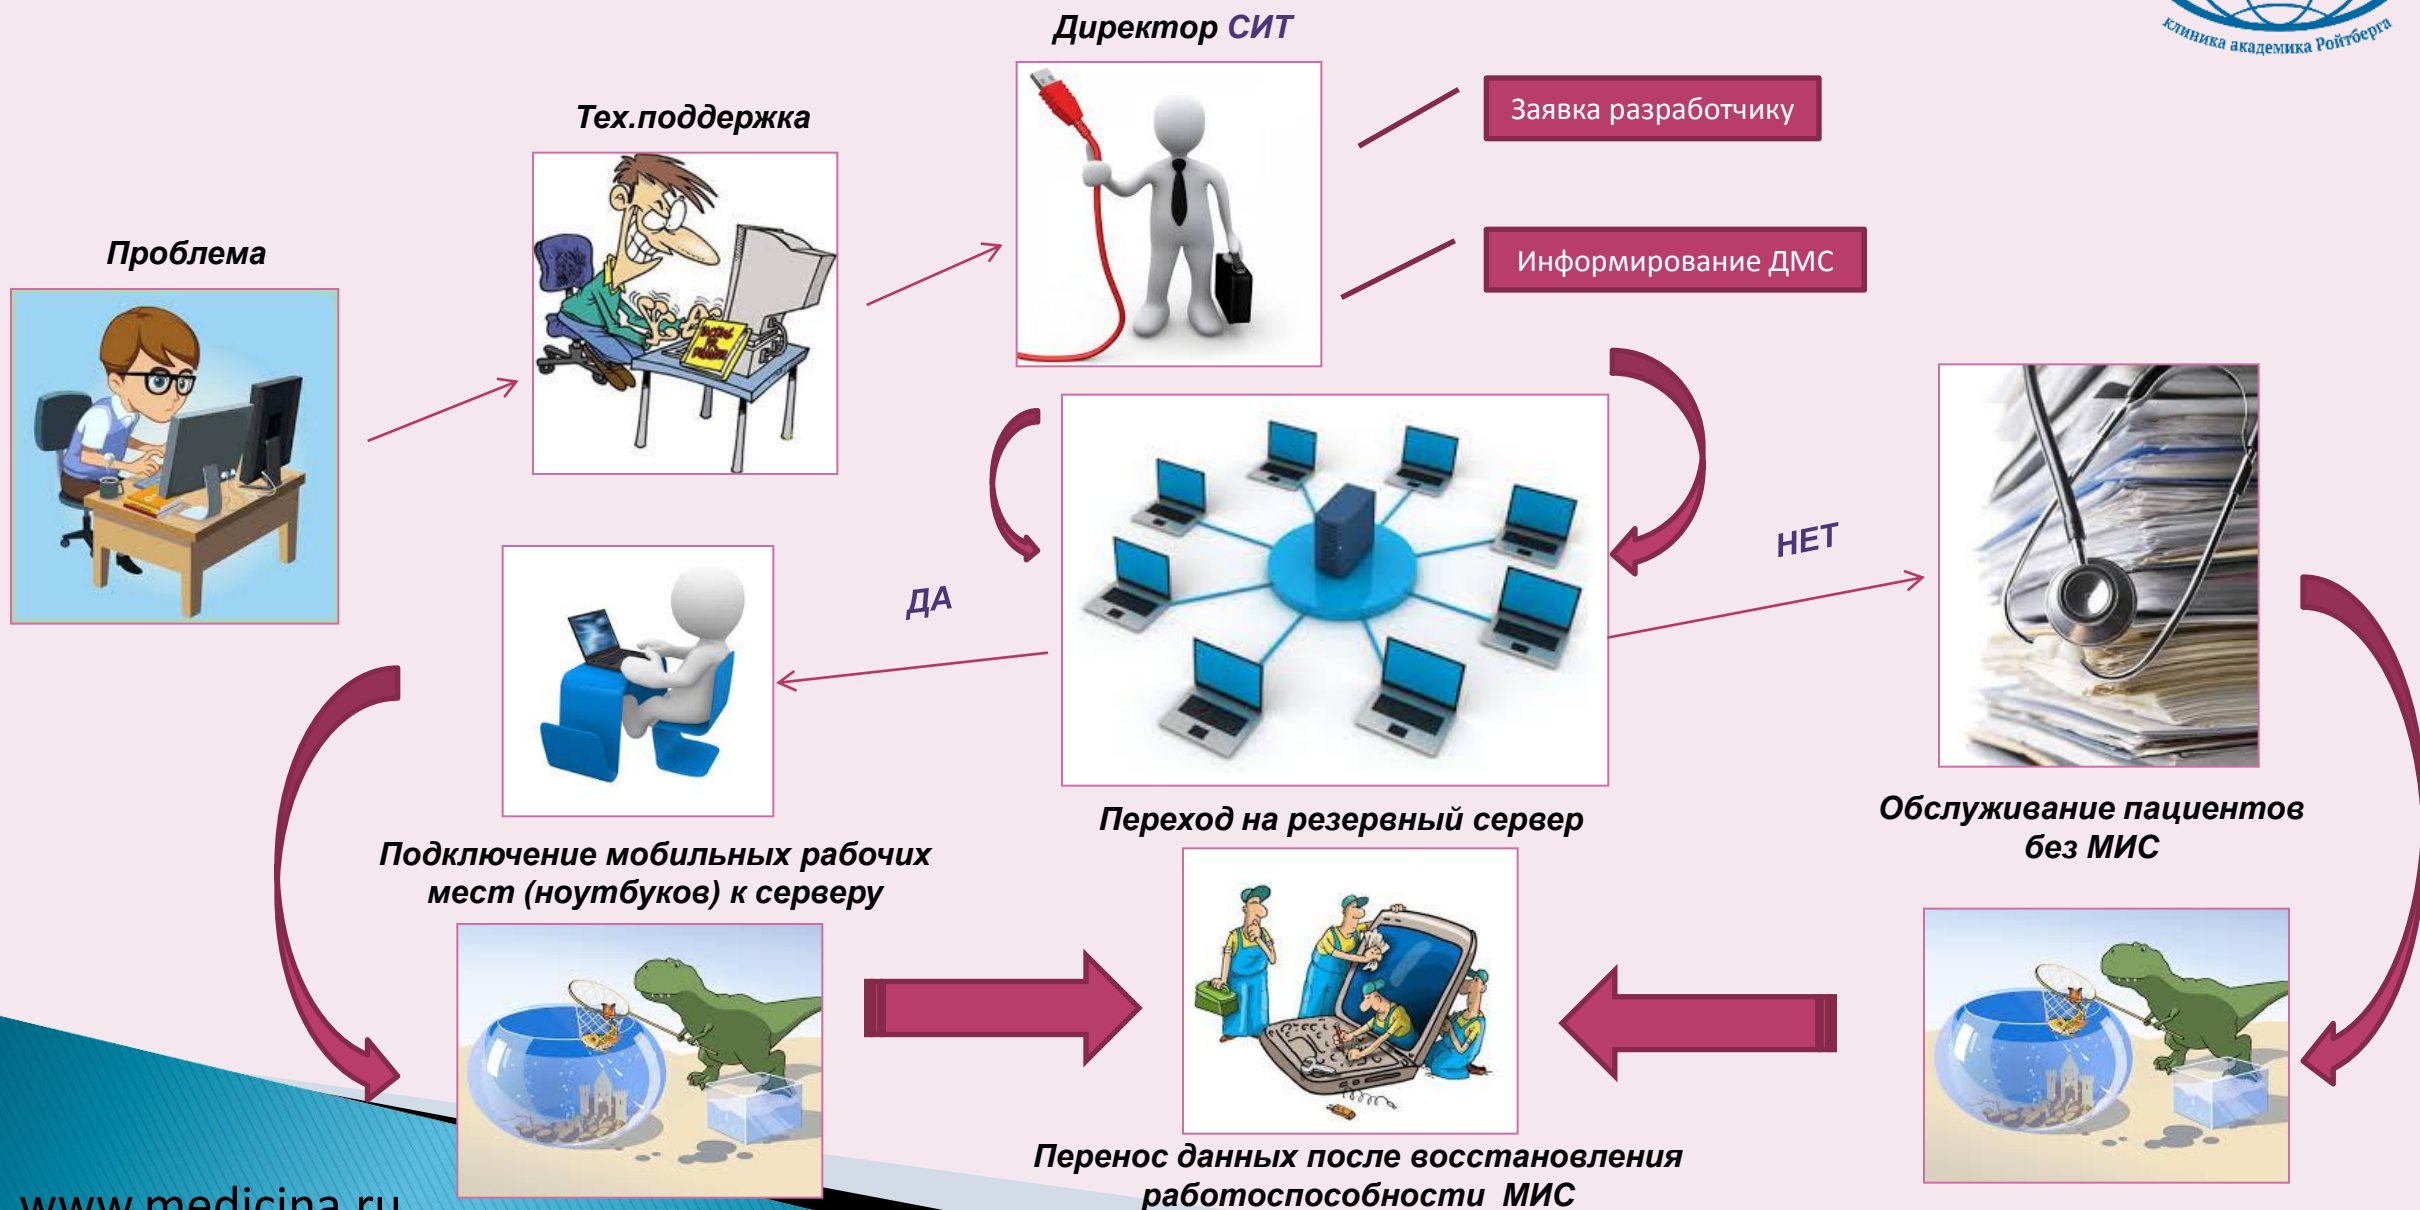 Директор СИТ
клиника академика Ройтберга
Заявка разработчику
Тех.поддержка
Информирование ДМС
Проблема
НЕТ
ДА
Переход на резервный сервер
Обслуживание пациентов
без МИС
Подключение мобильных рабочих
мест (ноутбуков) к серверу
Перенос данных после восстановления
работоспособности МИС
www.medicina.ru